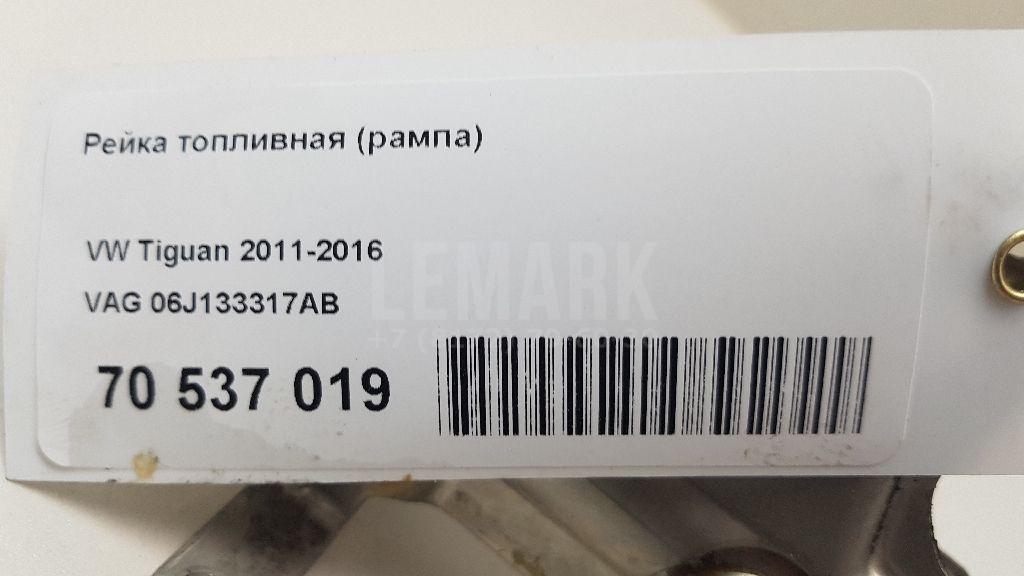 Рейка топливная (рампа)
VW Tiguan 2011-2016
VAG 06J133317AB
LEMARK
70 537 019